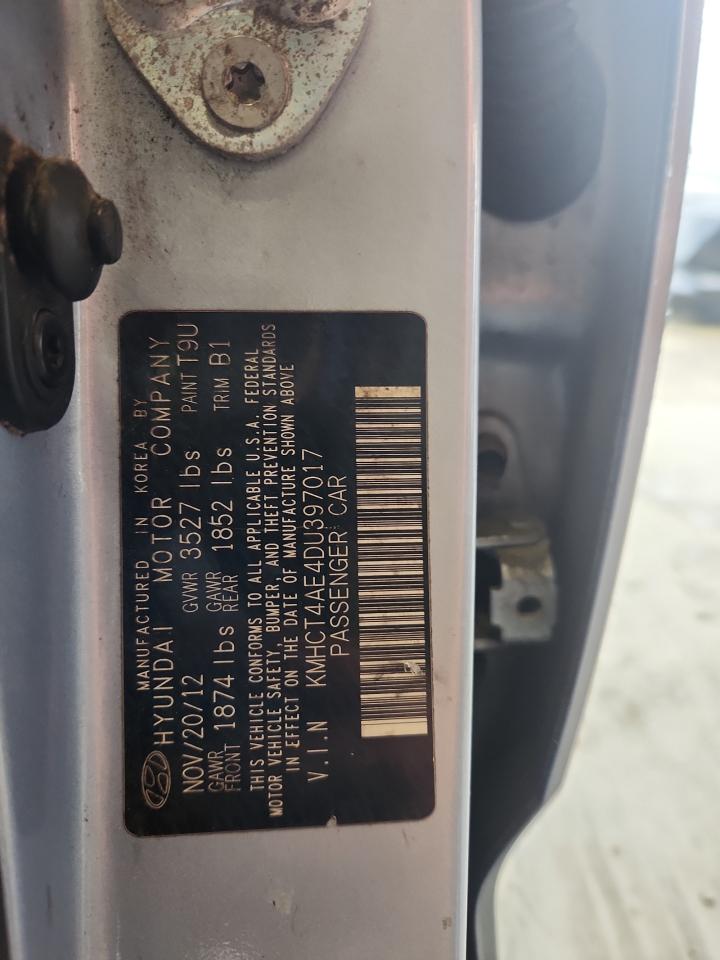 MANUFACTURED IN KOREA BY
HYUNDAI MOTOR COMPANY
NOV/20/12 GVWR 3527 lbs PAINT T9U
GAWR FRONT 1874 lbs GAWR REAR 1852 lbs TRIM B1
THIS VEHICLE CONFORMS TO ALL APPLICABLE U.S.A. FEDERAL
MOTOR VEHICLE SAFETY, BUMPER, AND THEFT PREVENTION STANDARDS
IN EFFECT ON THE DATE OF MANUFACTURE SHOWN ABOVE
V.I.N KMHCT4AE4DU397017
PASSENGER CAR